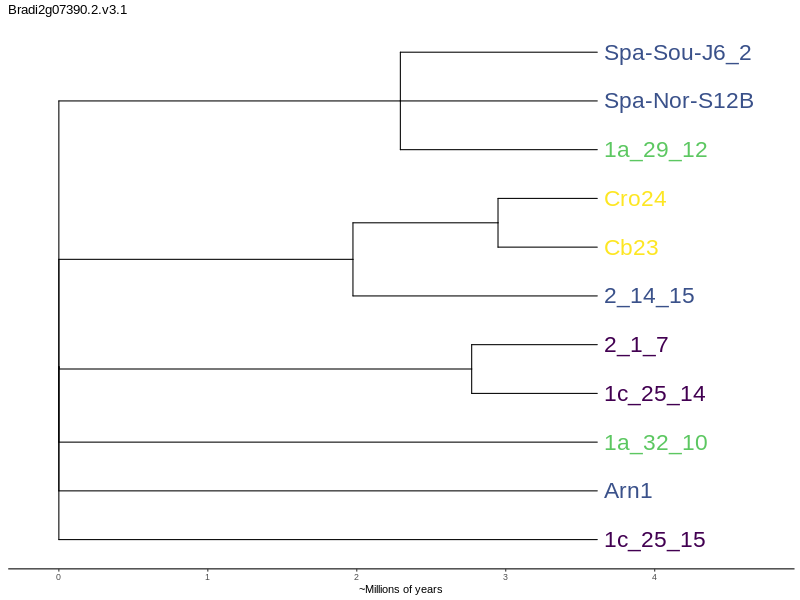 Bradi2g07390.2.v3.1
Spa-Sou-J6_2
Spa-Nor-S12B
1a_29_12
Cro24
Cb23
2_14_15
2_1_7
1c_25_14
1a_32_10
Arn1
1c_25_15
0 1 2 3 4
~Millions of years